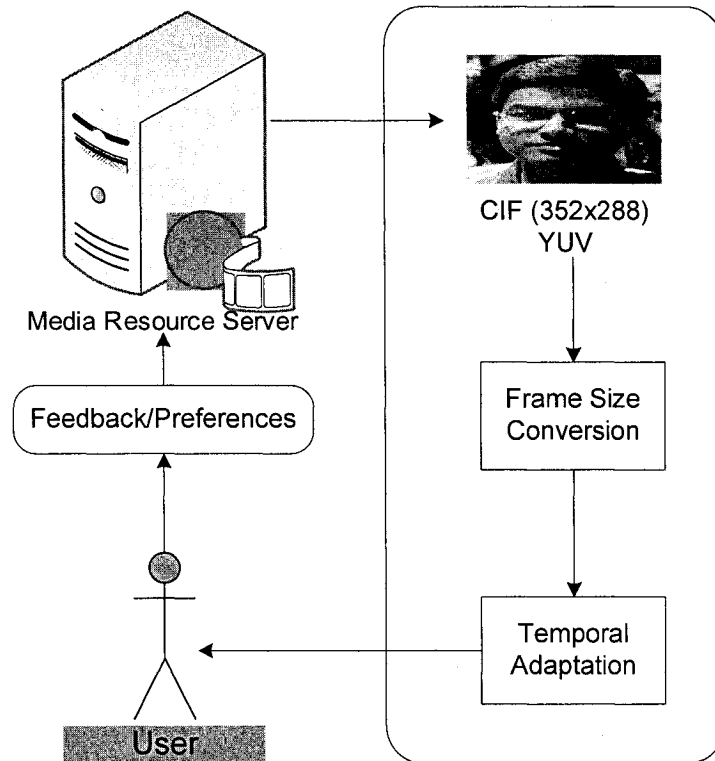 CIF (352x288)
YUV
Media Resource Server
Feedback/Preferences
Frame Size
Conversion
Temporal
Adaptation
User